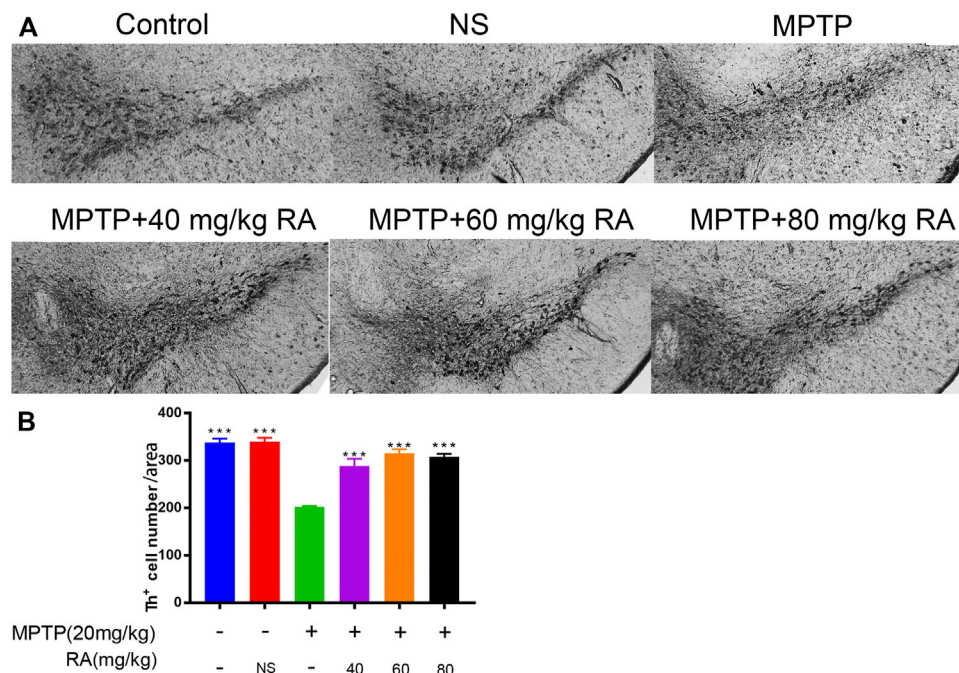 A
Control NS MPTP
MPTP+40 mg/kg RA MPTP+60 mg/kg RA MPTP+80 mg/kg RA
B
Th⁺ cell number/area
400
300
200
100
0
*** *** *** *** ***
MPTP(20mg/kg) - - + + + +
RA(mg/kg) - NS - 40 60 80